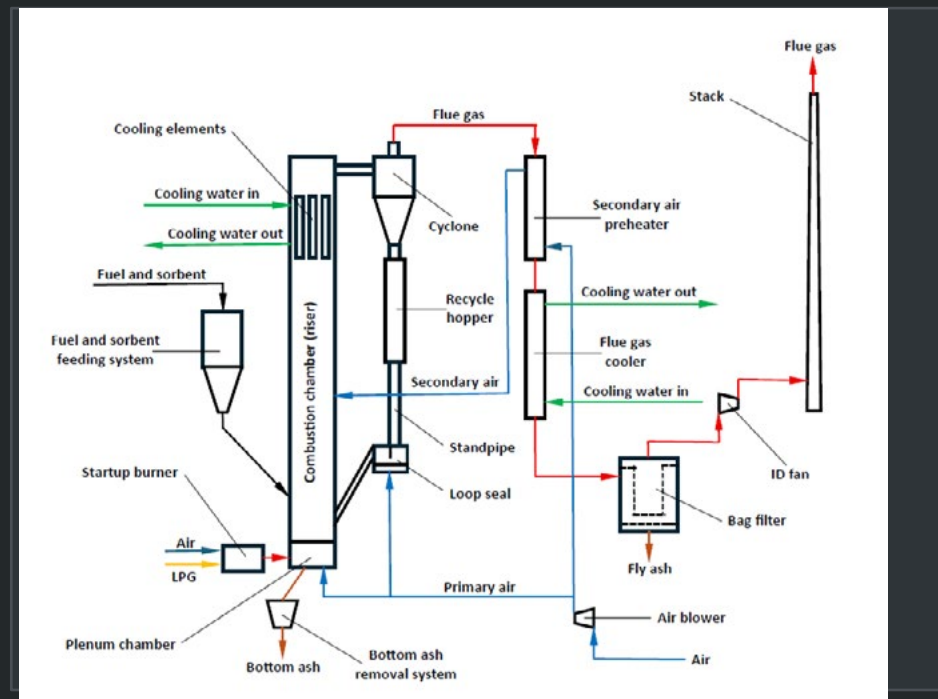 Flue gas
Stack
Flue gas
Cooling elements
Cooling water in
Secondary air
preheater
Cyclone
Cooling water out
Fuel and sorbent
Cooling water out
Recycle
hopper
Fuel and sorbent
feeding system
Flue gas
cooler
Combustion chamber (riser)
Secondary air
Cooling water in
Standpipe
Startup burner
ID fan
Loop seal
Bag filter
Air
LPG
Fly ash
Primary air
Air blower
Plenum chamber
Bottom ash
Bottom ash
removal system
Air